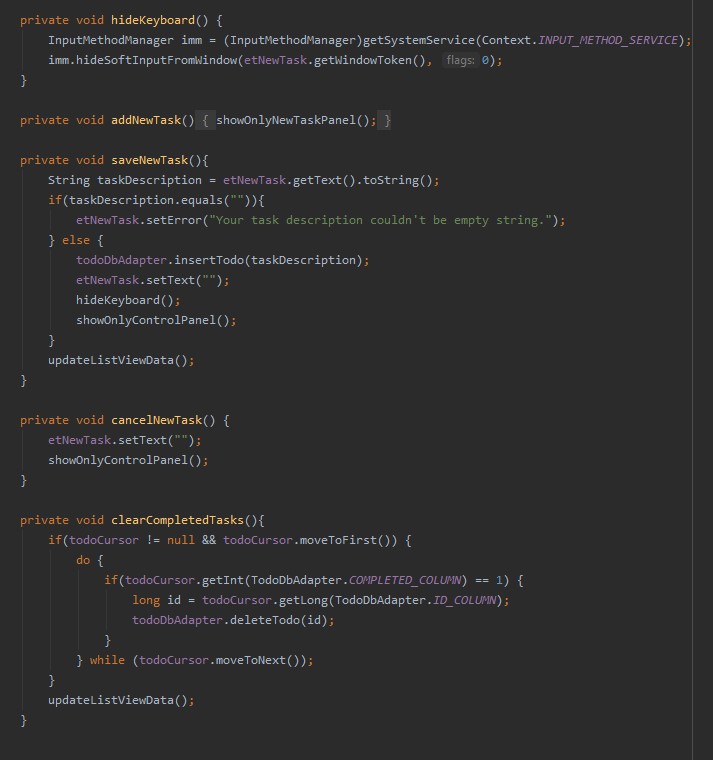 private void hideKeyboard() {
    InputMethodManager imm = (InputMethodManager)getSystemService(Context.INPUT_METHOD_SERVICE);
    imm.hideSoftInputFromWindow(etNewTask.getWindowToken(), flags: 0);
}

private void addNewTask() { showOnlyNewTaskPanel(); }

private void saveNewTask(){
    String taskDescription = etNewTask.getText().toString();
    if(taskDescription.equals("")){
        etNewTask.setError("Your task description couldn't be empty string.");
    } else {
        todoDbAdapter.insertTodo(taskDescription);
        etNewTask.setText("");
        hideKeyboard();
        showOnlyControlPanel();
    }
    updateListViewData();
}

private void cancelNewTask() {
    etNewTask.setText("");
    showOnlyControlPanel();
}

private void clearCompletedTasks(){
    if(todoCursor != null && todoCursor.moveToFirst()) {
        do {
            if(todoCursor.getInt(TodoDbAdapter.COMPLETED_COLUMN) == 1) {
                long id = todoCursor.getLong(TodoDbAdapter.ID_COLUMN);
                todoDbAdapter.deleteTodo(id);
            }
        } while (todoCursor.moveToNext());
    }
    updateListViewData();
}